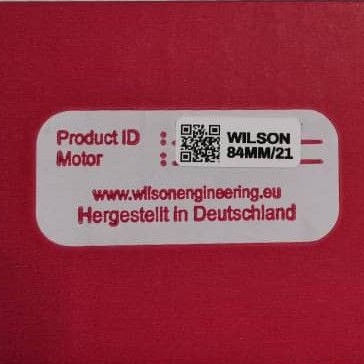 Product ID : WILSON
Motor : 84MM/21
www.wilsonengineering.eu
Hergestellt in Deutschland